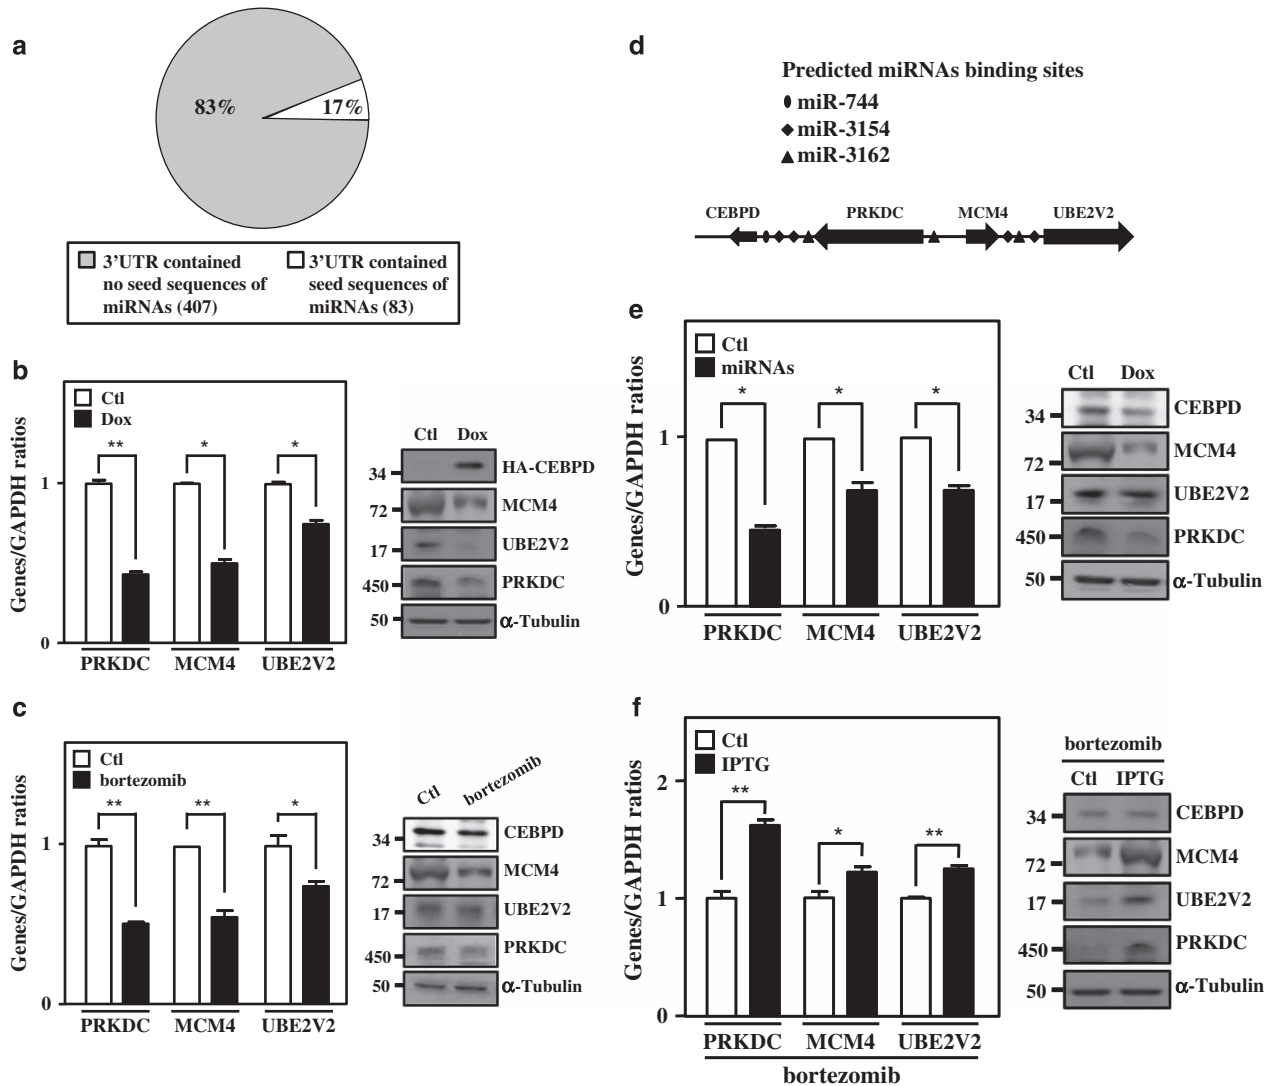 a
83%
17%
3'UTR contained
no seed sequences of
miRNAs (407)
3'UTR contained
seed sequences of
miRNAs (83)
b
Genes/GAPDH ratios
Ctl
Dox
**
*
*
1
0
PRKDC
MCM4
UBE2V2
Ctl Dox
34 HA-CEBPD
72 MCM4
17 UBE2V2
450 PRKDC
50 α-Tubulin
c
Genes/GAPDH ratios
Ctl
bortezomib
**
**
*
1
0
PRKDC
MCM4
UBE2V2
Ctl bortezomib
34 CEBPD
72 MCM4
17 UBE2V2
450 PRKDC
50 α-Tubulin
d
Predicted miRNAs binding sites
miR-744
miR-3154
miR-3162
CEBPD PRKDC MCM4 UBE2V2
e
Genes/GAPDH ratios
Ctl
miRNAs
*
*
*
1
0
PRKDC
MCM4
UBE2V2
Ctl Dox
34 CEBPD
72 MCM4
17 UBE2V2
450 PRKDC
50 α-Tubulin
f
Genes/GAPDH ratios
Ctl
IPTG
**
*
**
2
1
0
PRKDC
MCM4
UBE2V2
bortezomib
bortezomib
Ctl IPTG
34 CEBPD
72 MCM4
17 UBE2V2
450 PRKDC
50 α-Tubulin